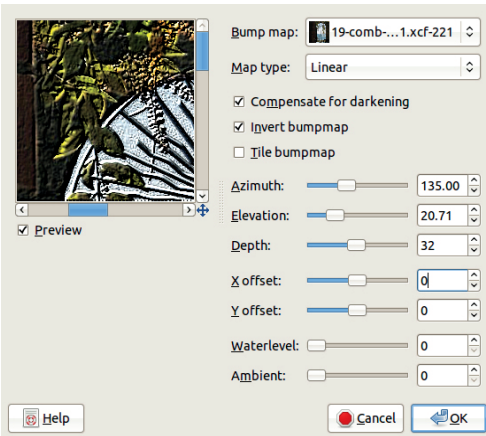 Bump map: 19-comb-...1.xcf-221
Map type: Linear
Compensate for darkening
Invert bumpmap
Tile bumpmap
Azimuth: 135.00
Elevation: 20.71
Depth: 32
X offset: 0
Y offset: 0
Waterlevel: 0
Ambient: 0
Preview
Help
Cancel
OK